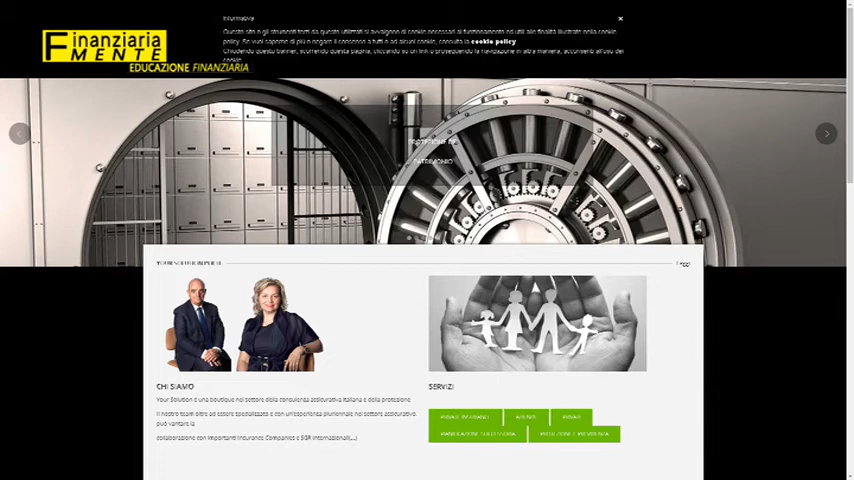 Informativa
×
Questo sito o gli strumenti terzi da questo utilizzati si avvalgono di cookie necessari al funzionamento ed utili alle finalità illustrate nella cookie
policy. Se vuoi saperne di più o negare il consenso a tutti o ad alcuni cookie, consulta la cookie policy.
Chiudendo questo banner, scorrendo questa pagina, cliccando su un link o proseguendo la navigazione in altra maniera, acconsenti all'uso dei
cookie.
Finanziaria
MENTE
EDUCAZIONE FINANZIARIA
PATRIMONIO
CHI SIAMO
Your Solution è una boutique nel settore della consulenza assicurativa italiana e della protezione
Il nostro team oltre ad essere specializzato e con un'esperienza pluriennale nel settore assicurativo,
può vantare la
collaborazione con importanti Insurance Companies e SGR internazionali(...)
SERVIZI